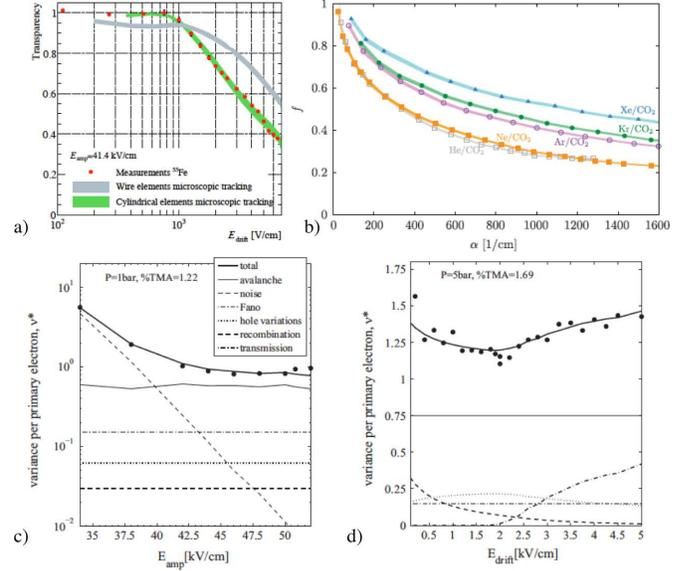 Transparency
1
0.8
0.6
0.4
0.2
0
10²
10³
E_amp=41.4 kV/cm
Measurements ⁵⁵Fe
Wire elements microscopic tracking
Cylindrical elements microscopic tracking
E_drift [V/cm]
a)
f
1
0.8
0.6
0.4
0.2
0
0
200
400
600
800
1000
1200
1400
1600
Xe/CO₂
Kr/CO₂
Ar/CO₂
Ne/CO₂
He/CO₂
α [1/cm]
b)
variance per primary electron, v*
10¹
10⁰
10⁻¹
10⁻²
P=1bar, %TMA=1.22
total
avalanche
noise
Fano
hole variations
recombination
transmission
35
37.5
40
42.5
45
47.5
50
E_amp[kV/cm]
c)
variance per primary electron, v*
1.75
1.5
1.25
1
0.75
0.5
0.25
0
P=5bar, %TMA=1.69
0.5
1
1.5
2
2.5
3
3.5
4
4.5
5
E_drift[kV/cm]
d)